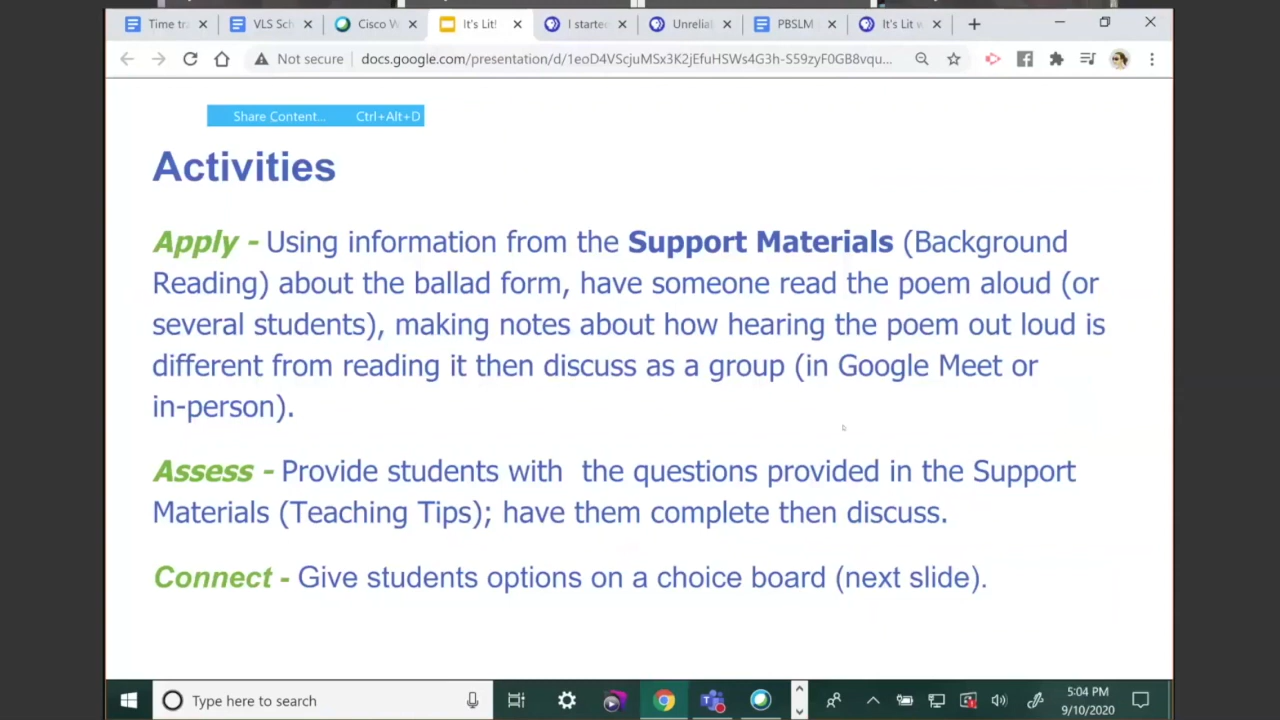 Time tr
VLS Sch
Cisco W
It's Lit!
I starte
Unrelia
PBSLM
It's Lit w
Not secure
docs.google.com/presentation/d/1eoD4VScjuMSx3K2jEfuHSWs4G3h-S59zyF0GB8vqu...
Share Content... Ctrl+Alt+D
Activities
Apply - Using information from the Support Materials (Background
Reading) about the ballad form, have someone read the poem aloud (or
several students), making notes about how hearing the poem out loud is
different from reading it then discuss as a group (in Google Meet or
in-person).
Assess - Provide students with the questions provided in the Support
Materials (Teaching Tips); have them complete then discuss.
Connect - Give students options on a choice board (next slide).
Type here to search
5:04 PM
9/10/2020